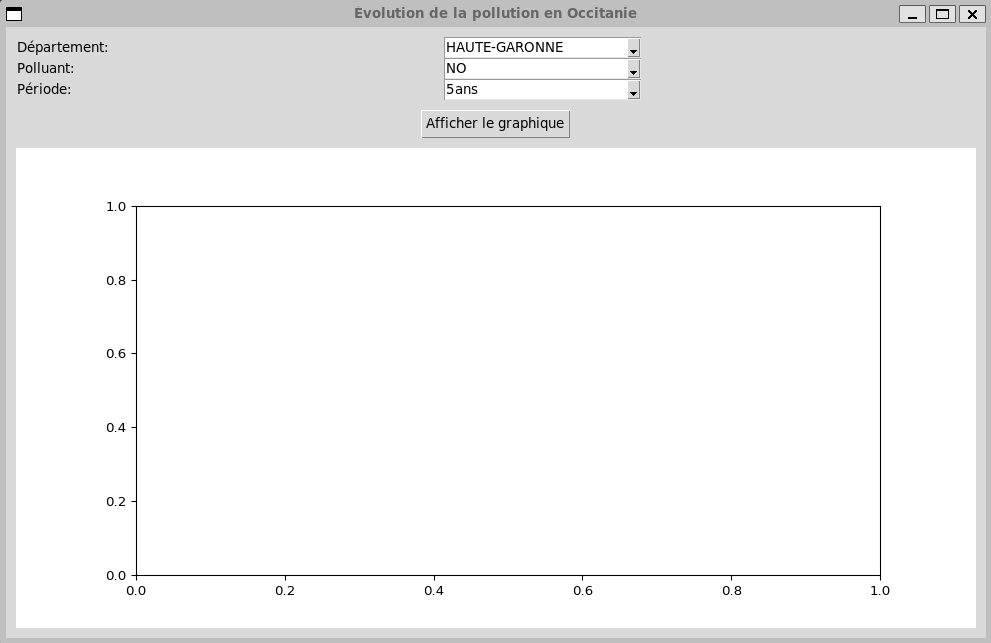 Evolution de la pollution en Occitanie
Département: HAUTE-GARONNE
Polluant: NO
Période: 5ans
Afficher le graphique
1.0
0.8
0.6
0.4
0.2
0.0
0.0 0.2 0.4 0.6 0.8 1.0